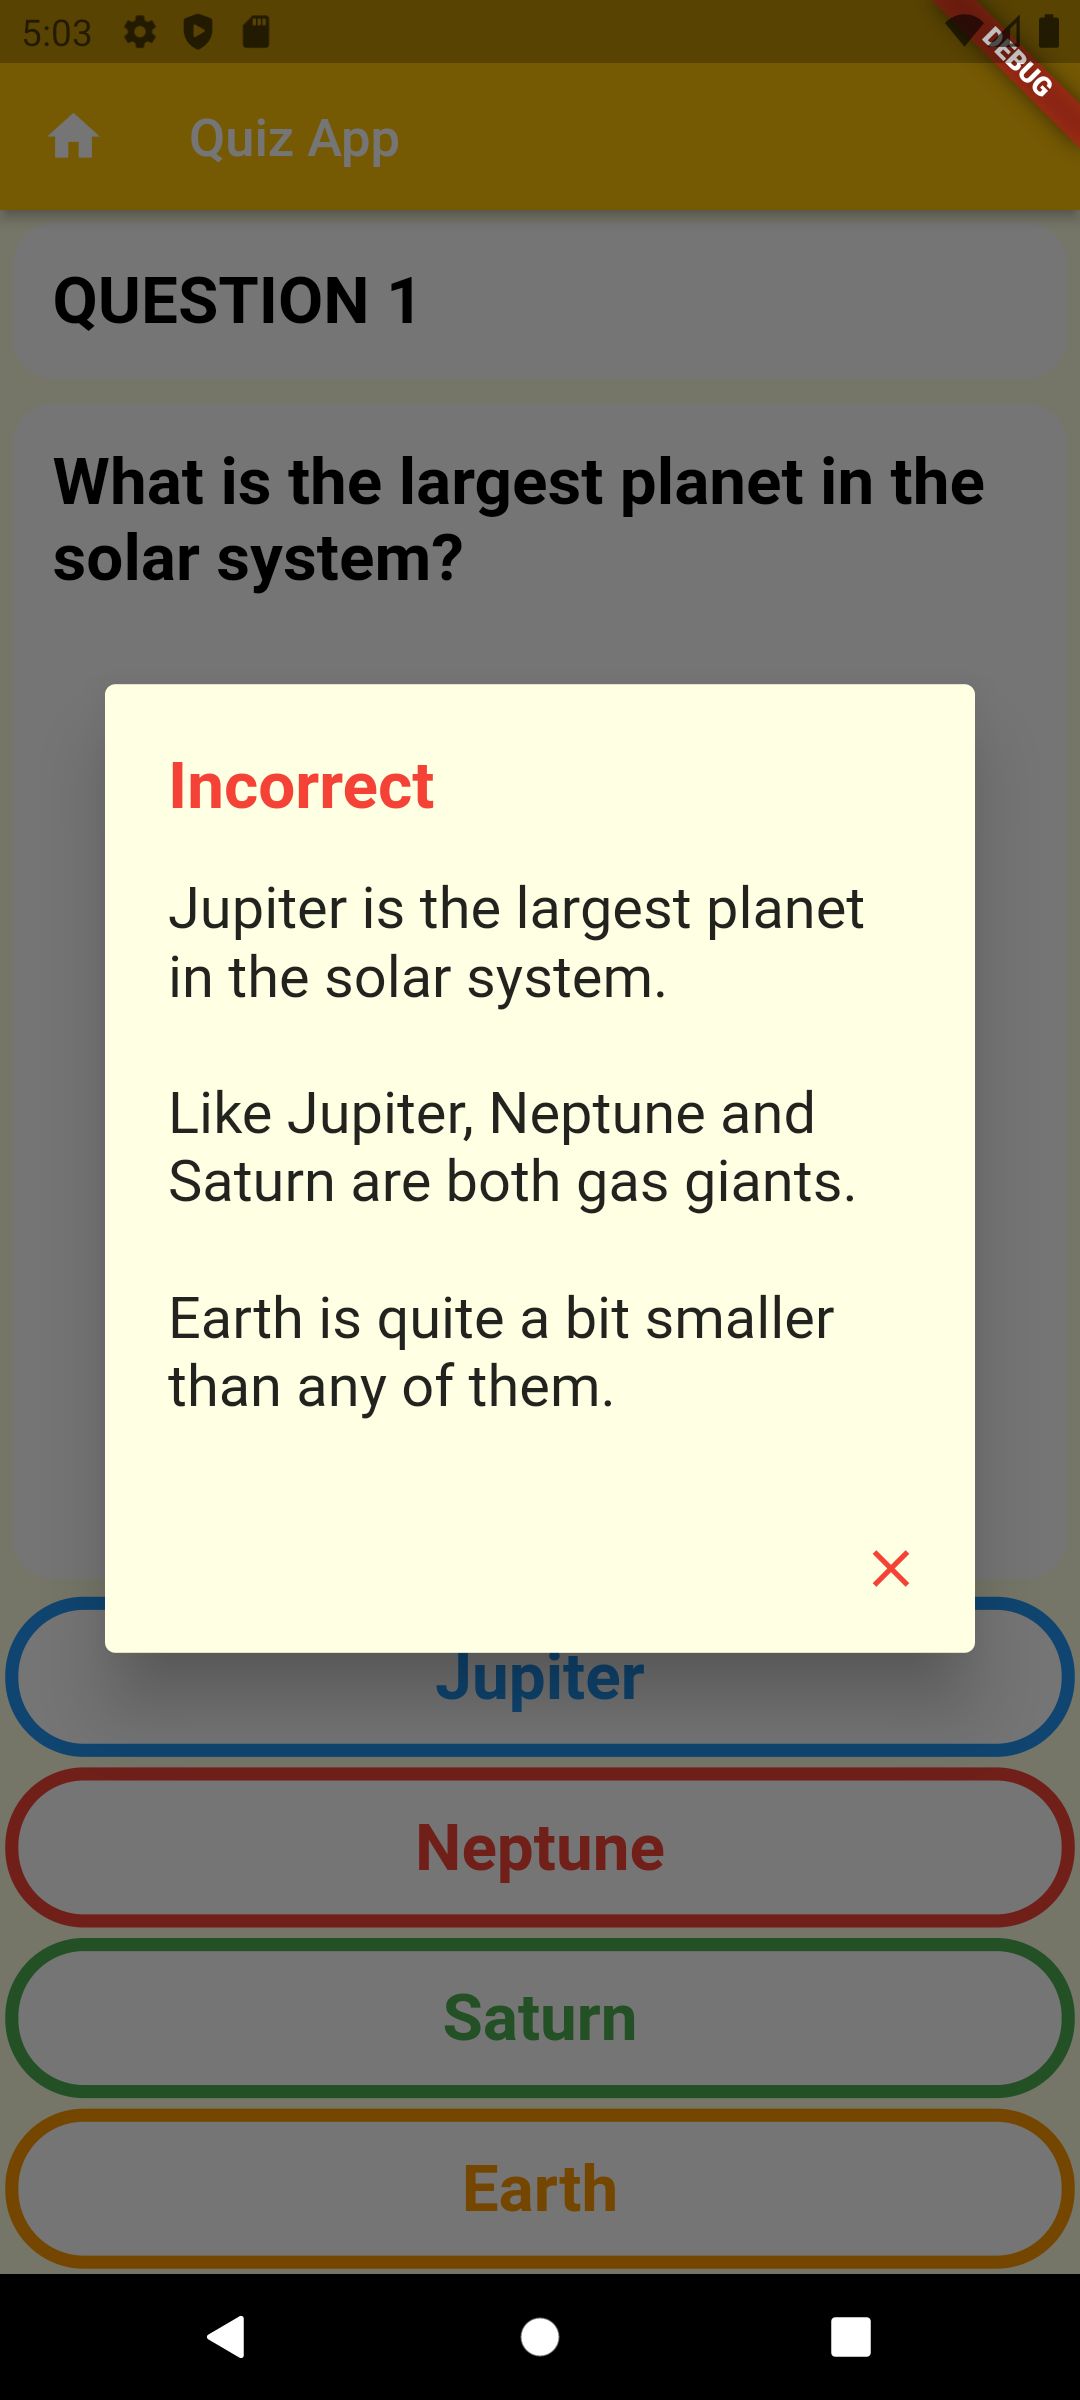 5:03
DEBUG
Quiz App
QUESTION 1
What is the largest planet in the
solar system?
Incorrect
Jupiter is the largest planet
in the solar system.
Like Jupiter, Neptune and
Saturn are both gas giants.
Earth is quite a bit smaller
than any of them.
Jupiter
Neptune
Saturn
Earth